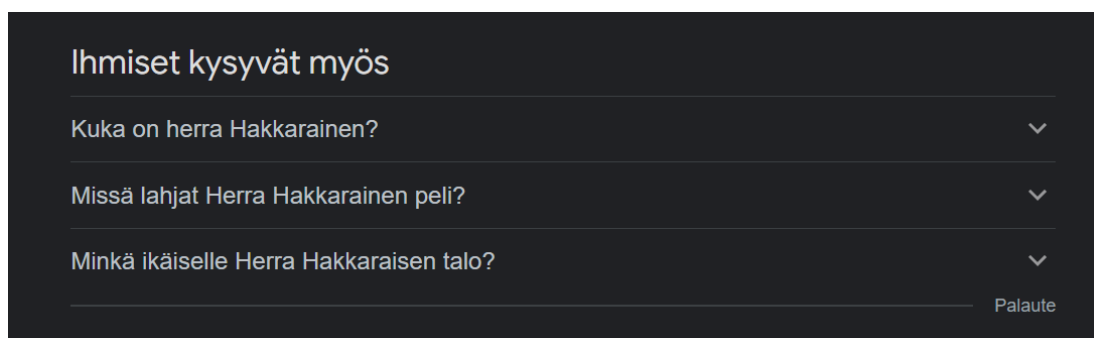 Ihmiset kysyvät myös
Kuka on herra Hakkarainen?
Missä lahjat Herra Hakkarainen peli?
Minkä ikäiselle Herra Hakkaraisen talo?
Palaute